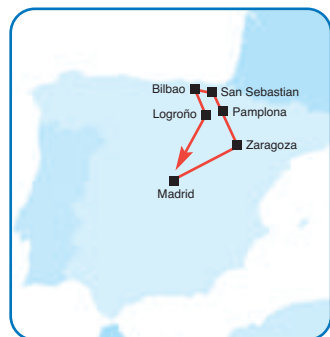 Bilbao
San Sebastian
Logroño
Pamplona
Zaragoza
Madrid